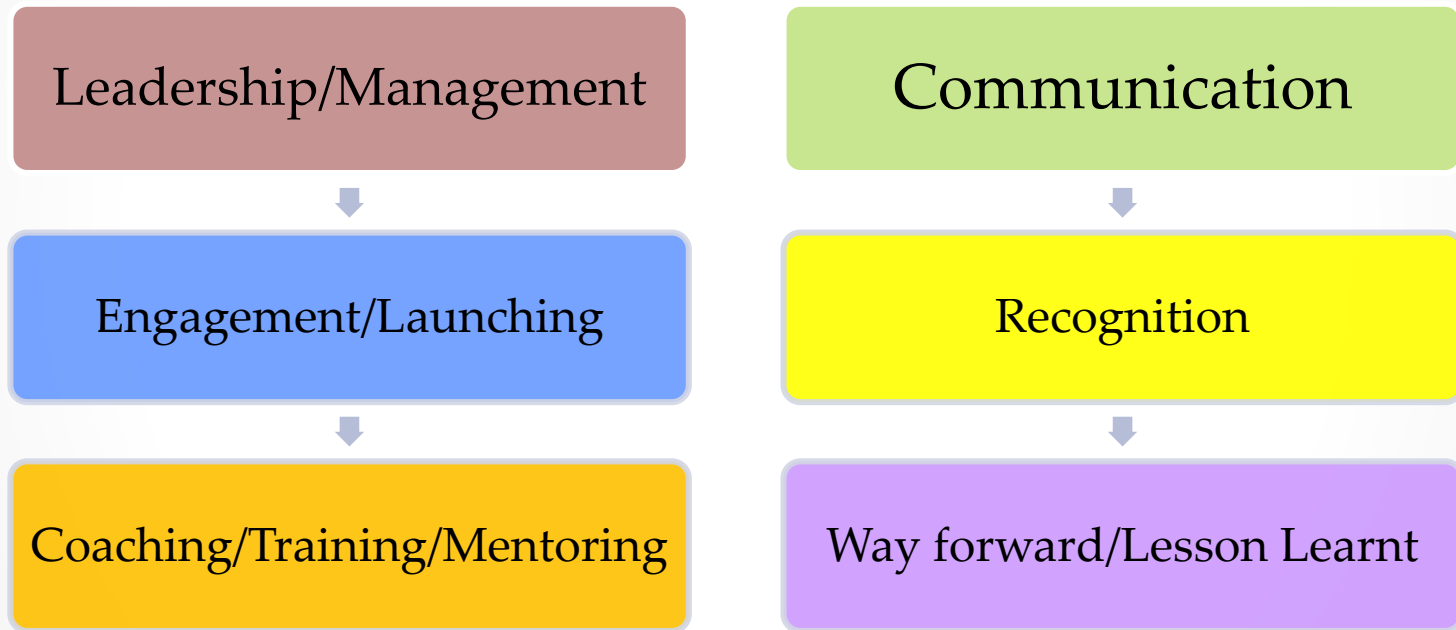 Leadership/Management
Engagement/Launching
Coaching/Training/Mentoring
Communication
Recognition
Way forward/Lesson Learnt